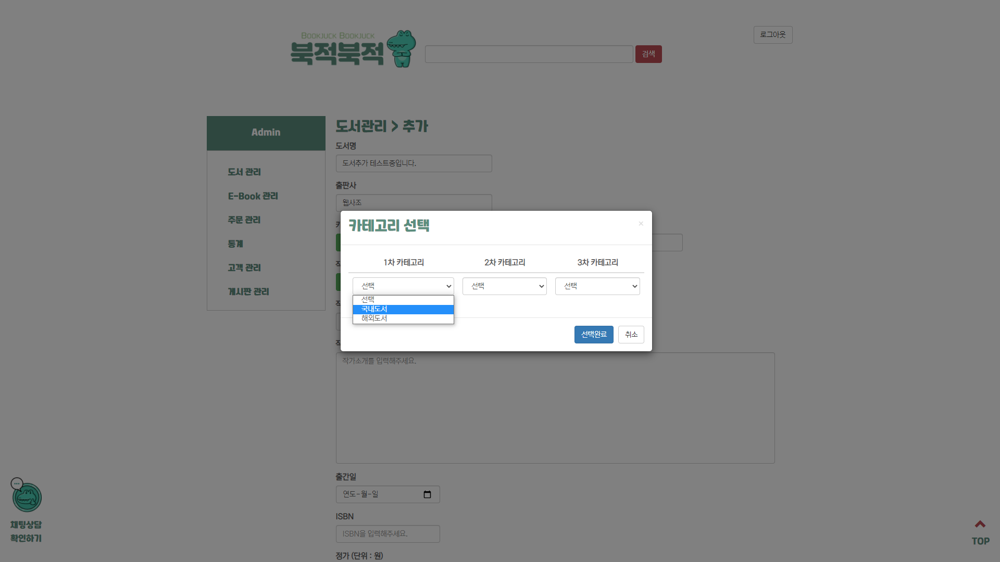 로그아웃
BOOKJUCK BOOKJUCK
북적북적
검색
Admin
도서 관리
E-Book 관리
주문 관리
통계
고객 관리
게시판 관리
도서관리 > 추가
도서명
도서추가 테스트중입니다.
출판사
웹사조
카테고리 선택
×
1차 카테고리 2차 카테고리 3차 카테고리
선택 선택 선택
선택
국내도서
해외도서
선택완료 취소
작가소개를 입력해주세요.
출간일
연도-월-일
ISBN
ISBN을 입력해주세요.
정가 (단위 : 원)
채팅상담
확인하기
TOP